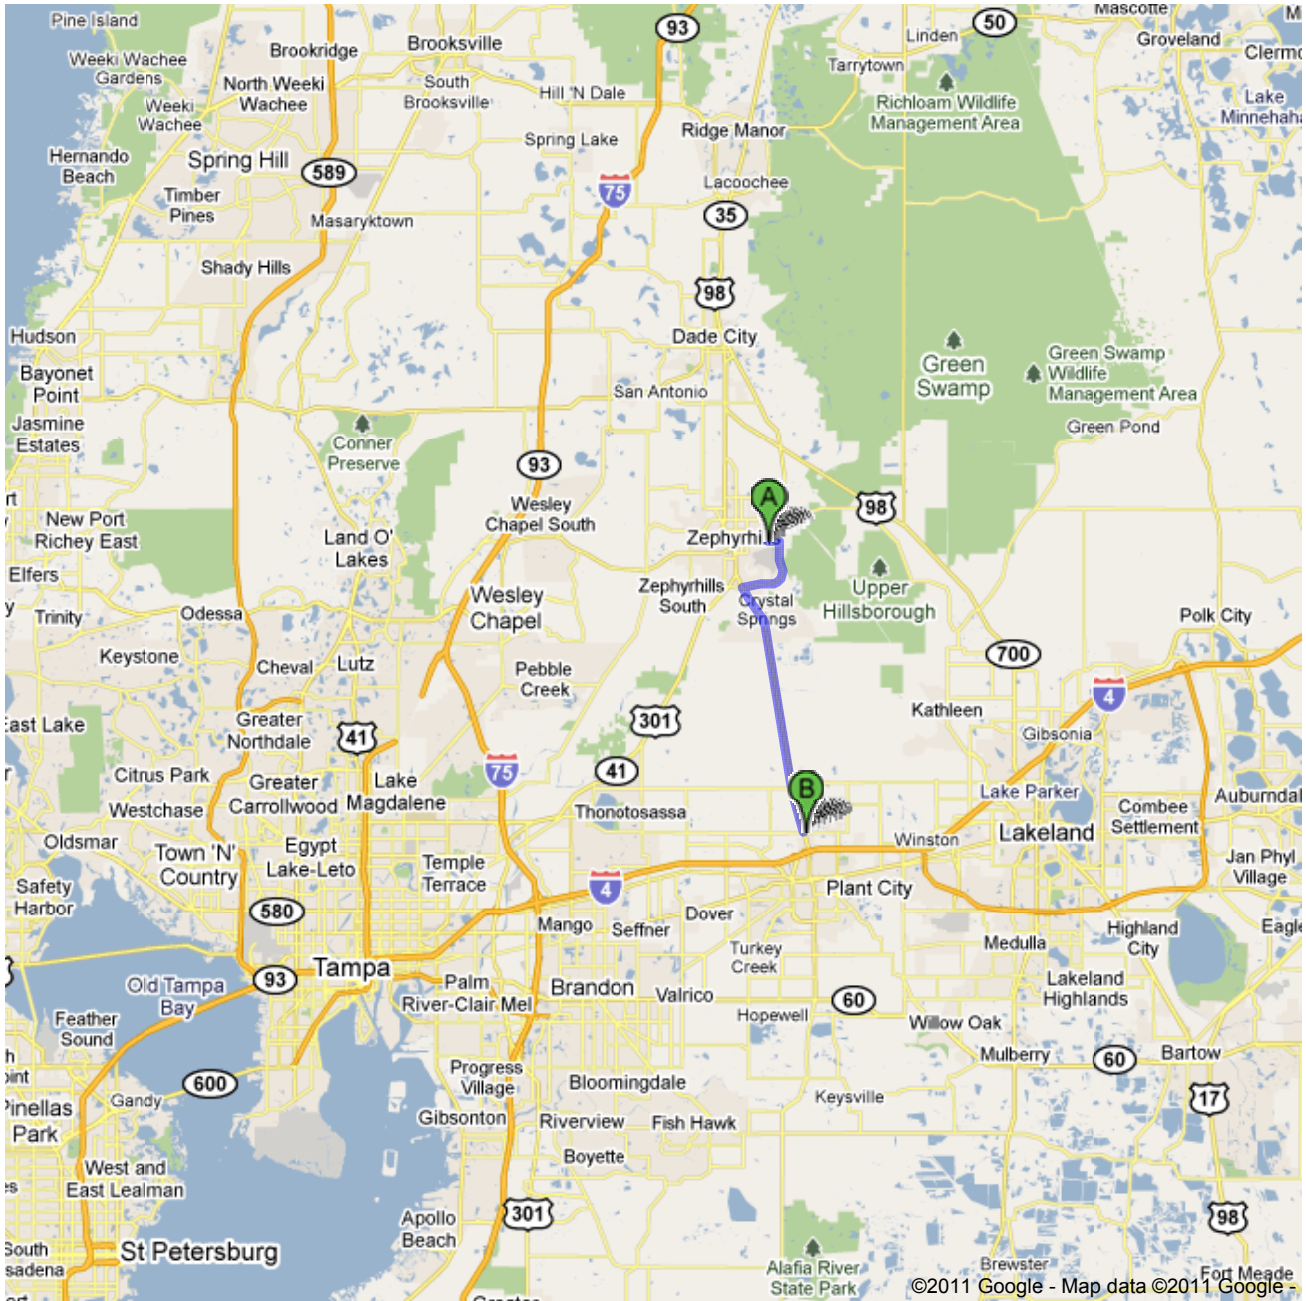 Pine Island
Brookridge
Brooksville
93
Linden
50
Mascotte
Groveland
Weeki Wachee
Gardens
North Weeki
Wachee
South
Brooksville
Hill 'N Dale
Tarrytown
Richloam Wildlife
Management Area
Lake
Minnehaha
Weeki
Wachee
Spring Lake
Ridge Manor
Hernando
Beach
Spring Hill
589
75
Lacoochee
Timber
Pines
Masaryktown
35
Shady Hills
98
Hudson
Dade City
Bayonet
Point
San Antonio
Green
Swamp
Green Swamp
Wildlife
Management Area
Jasmine
Estates
Conner
Preserve
Green Pond
93
Wesley
Chapel South
A
98
New Port
Richey East
Land O'
Lakes
Zephyrhills
Elfers
Zephyrhills
South
Crystal
Springs
Upper
Hillsborough
Trinity
Odessa
Wesley
Chapel
Polk City
Keystone
Cheval
Lutz
Pebble
Creek
700
4
East Lake
Greater
Northdale
41
301
Kathleen
Gibsonia
Citrus Park
Greater
Carrollwood
Lake
Magdalene
75
41
B
Lake Parker
Westchase
Thonotosassa
Combee
Settlement
Auburndal
Oldsmar
Town 'N'
Country
Egypt
Lake-Leto
Temple
Terrace
Winston
Lakeland
Jan Phyl
Village
Safety
Harbor
4
Plant City
580
Mango
Seffner
Dover
Highland
City
Eagle
Turkey
Creek
Medulla
Tampa
93
Old Tampa
Bay
Palm
River-Clair Mel
Brandon
Valrico
60
Lakeland
Highlands
Feather
Sound
Hopewell
Willow Oak
Progress
Village
Mulberry
60
Bartow
600
Bloomingdale
Gandy
Keysville
17
Pinellas
Park
Gibsonton
Riverview
Fish Hawk
West and
East Lealman
Boyette
301
98
Apollo
Beach
South
sadena
St Petersburg
Alafia River
State Park
Brewster
Fort Meade
©2011 Google - Map data ©2011 Google -